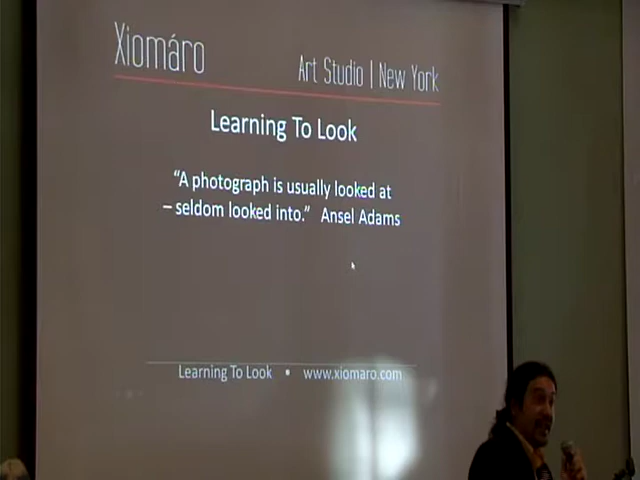 Xiomáro
Art Studio | New York
Learning To Look
“A photograph is usually looked at
– seldom looked into.” Ansel Adams
Learning To Look • www.xiomaro.com